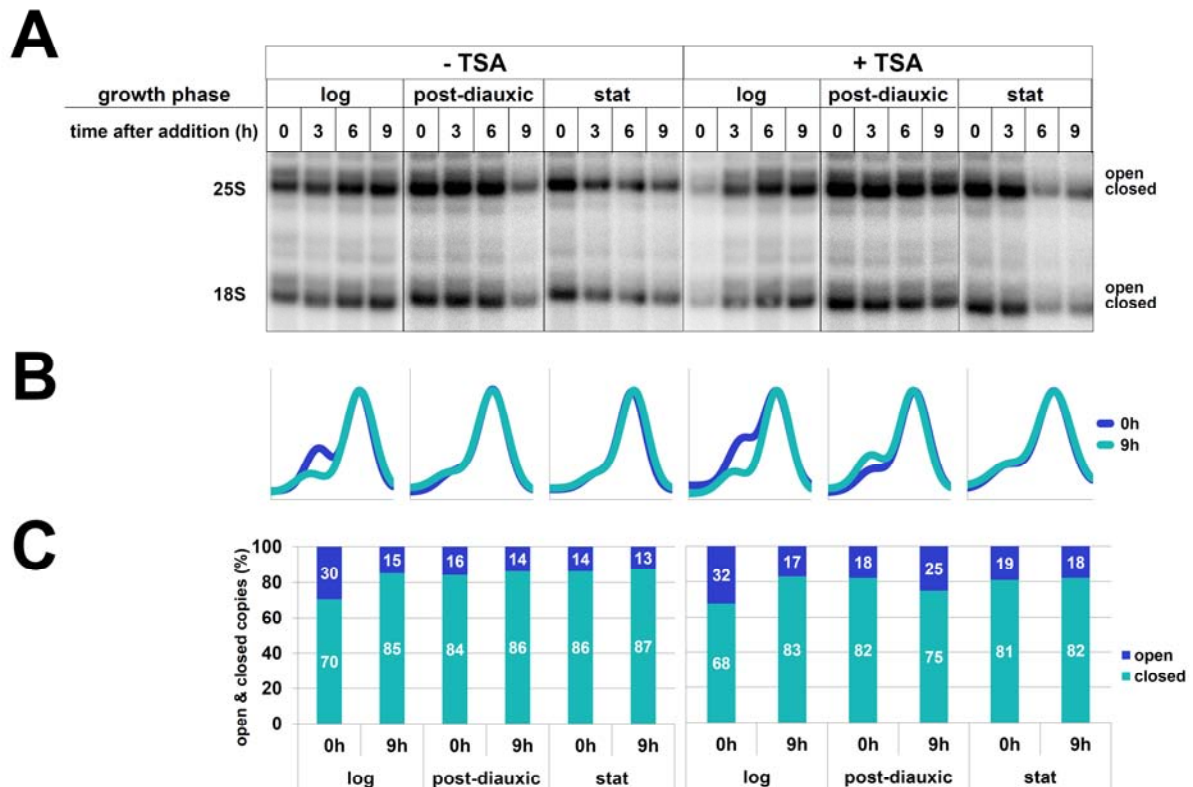 A
- TSA + TSA
growth phase log post-diauxic stat log post-diauxic stat
time after addition (h) 0 3 6 9 0 3 6 9 0 3 6 9 0 3 6 9 0 3 6 9 0 3 6 9
open
25S closed
open
18S closed
B
0h
9h
C
open & closed copies (%)
100
80
60
40
20
0
30 15 16 14 14 13 32 17 18 25 19 18
70 85 84 86 86 87 68 83 82 75 81 82
open
closed
0h 9h 0h 9h 0h 9h 0h 9h 0h 9h 0h 9h
log post-diauxic stat log post-diauxic stat